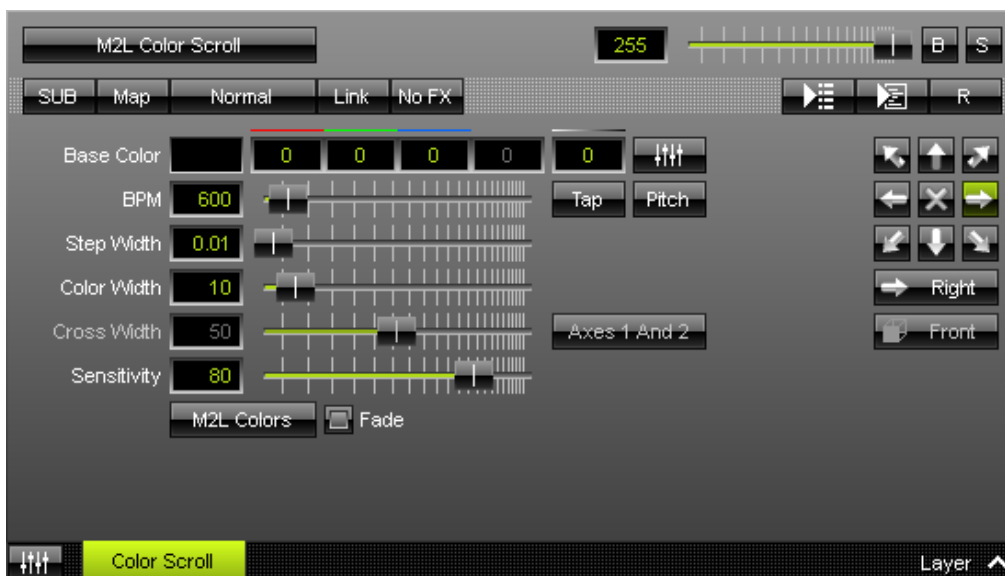 M2L Color Scroll 255 B S
SUB Map Normal Link No FX R
Base Color 0 0 0 0 0
BPM 600 Tap Pitch
Step Width 0.01
Color Width 10 Right
Cross Width 50 Axes 1 And 2 Front
Sensitivity 80
M2L Colors Fade
Color Scroll Layer